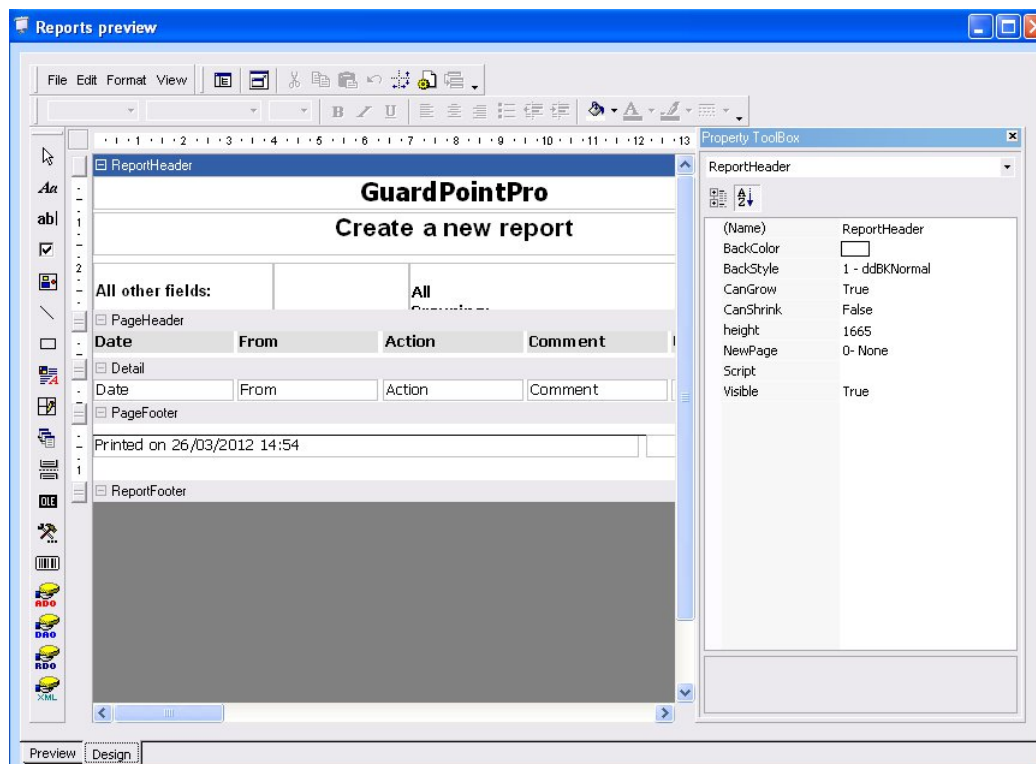 Reports preview
File Edit Format View
B I U A
1 2 3 4 5 6 7 8 9 10 11 12 13
Property ToolBox
ReportHeader
Aa
ab|
OLE
ADO
DAO
RDO
XML
1
2
1
ReportHeader
GuardPointPro
Create a new report
All other fields:
All
PageHeader
Date From Action Comment
Detail
Date From Action Comment
PageFooter
Printed on 26/03/2012 14:54
ReportFooter
A
Z
(Name) ReportHeader
BackColor
BackStyle 1 - ddBKNormal
CanGrow True
CanShrink False
height 1665
NewPage 0- None
Script
Visible True
Preview Design